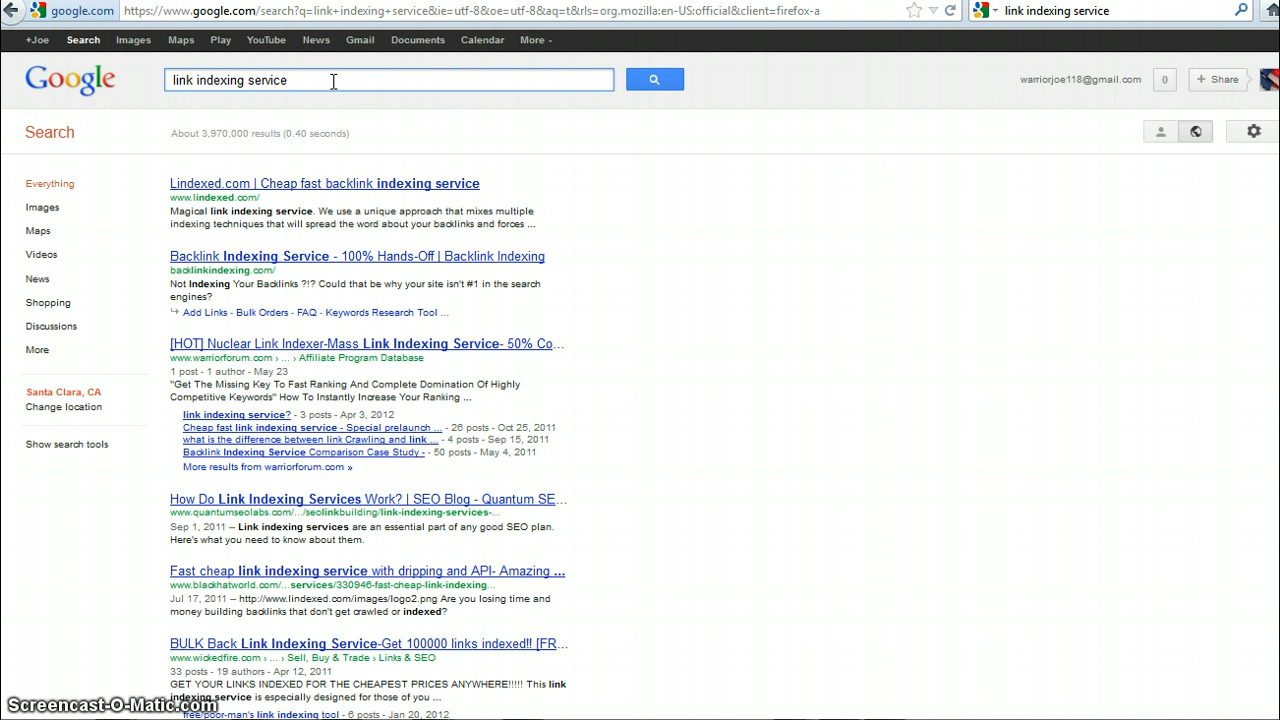 google.com
https://www.google.com/search?q=link+indexing+service&ie=utf-8&oe=utf-8&aq=t&rls=org.mozilla:en-US:official&client=firefox-a
link indexing service
+Joe Search Images Maps Play YouTube News Gmail Documents Calendar More
Google
link indexing service
warriorjoe118@gmail.com 0 + Share
Search
About 3,970,000 results (0.40 seconds)
Everything
Images
Maps
Videos
News
Shopping
Discussions
More
Santa Clara, CA
Change location
Show search tools
Lindexed.com | Cheap fast backlink indexing service
www.lindexed.com/
Magical link indexing service. We use a unique approach that mixes multiple
indexing techniques that will spread the word about your backlinks and forces ...
Backlink Indexing Service - 100% Hands-Off | Backlink Indexing
backlinkindexing.com/
Not Indexing Your Backlinks ?!? Could that be why your site isn't #1 in the search
engines?
Add Links - Bulk Orders - FAQ - Keywords Research Tool ...
[HOT] Nuclear Link Indexer-Mass Link Indexing Service- 50% Co...
www.warriorforum.com › ... › Affiliate Program Database
1 post - 1 author - May 23
"Get The Missing Key To Fast Ranking And Complete Domination Of Highly
Competitive Keywords" How To Instantly Increase Your Ranking ...
link indexing service? - 3 posts - Apr 3, 2012
Cheap fast link indexing service - Special prelaunch ... - 26 posts - Oct 25, 2011
what is the difference between link Crawling and link ... - 4 posts - Sep 15, 2011
Backlink Indexing Service Comparison Case Study - - 50 posts - May 4, 2011
More results from warriorforum.com »
How Do Link Indexing Services Work? | SEO Blog - Quantum SE...
www.quantumseolabs.com/.../seolinkbuilding/link-indexing-services-...
Sep 1, 2011 – Link indexing services are an essential part of any good SEO plan.
Here's what you need to know about them.
Fast cheap link indexing service with dripping and API- Amazing ...
www.blackhatworld.com/...services/330946-fast-cheap-link-indexing...
Jul 17, 2011 – http://www.lindexed.com/images/logo2.png Are you losing time and
money building backlinks that don't get crawled or indexed?
BULK Back Link Indexing Service-Get 100000 links indexed!! [FR...
www.wickedfire.com › ... › Sell, Buy & Trade › Links & SEO
33 posts - 19 authors - Apr 12, 2011
GET YOUR LINKS INDEXED FOR THE CHEAPEST PRICES ANYWHERE!!!!! This link
indexing service is especially designed for those of you ...
free/poor-man's link indexing tool - 6 posts - Jan 20, 2012
Screencast-O-Matic.com